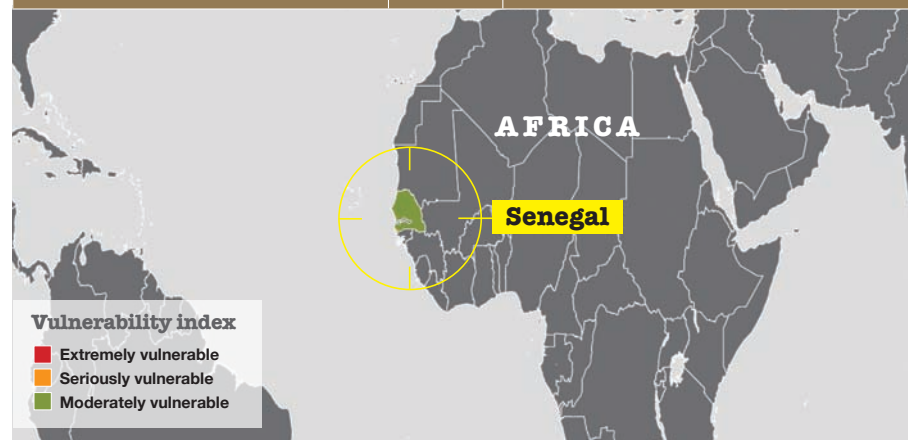 AFRICA
Senegal
Vulnerability index
Extremely vulnerable
Seriously vulnerable
Moderately vulnerable